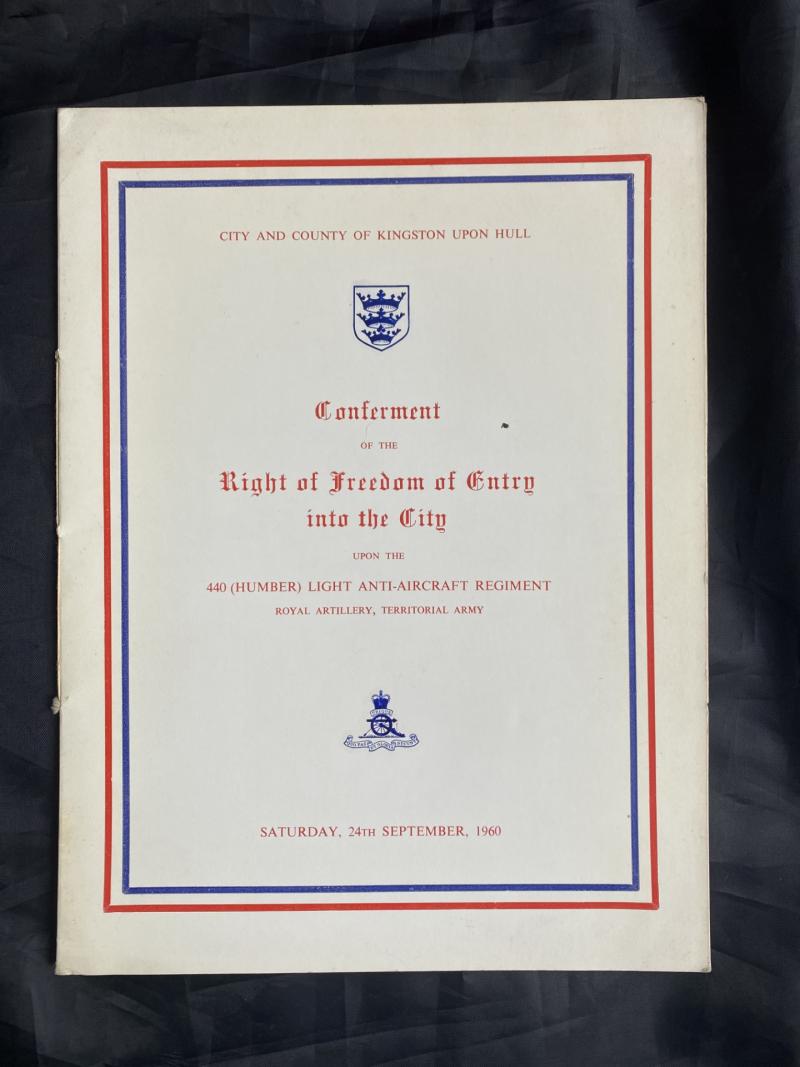 CITY AND COUNTY OF KINGSTON UPON HULL
Conferment
OF THE
Right of Freedom of Entry
into the City
UPON THE
440 (HUMBER) LIGHT ANTI-AIRCRAFT REGIMENT
ROYAL ARTILLERY, TERRITORIAL ARMY
SATURDAY, 24TH SEPTEMBER, 1960